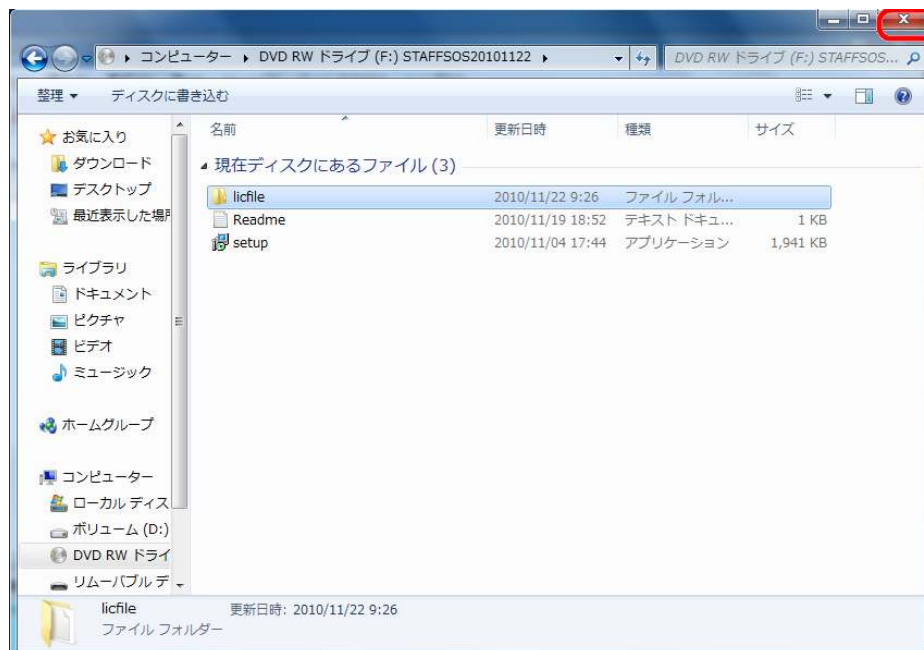 コンピューター ▸ DVD RW ドライブ (F:) STAFFSOS20101122 ▸
DVD RW ドライブ (F:) STAFFSOS...
整理 ディスクに書き込む
お気に入り
ダウンロード
デスクトップ
最近表示した場所
ライブラリ
ドキュメント
ピクチャ
ビデオ
ミュージック
ホームグループ
コンピューター
ローカル ディス
ボリューム (D:)
DVD RW ドライ
リムーバブル デ
名前 更新日時 種類 サイズ
現在ディスクにあるファイル (3)
licfile 2010/11/22 9:26 ファイル フォル...
Readme 2010/11/19 18:52 テキスト ドキュ... 1 KB
setup 2010/11/04 17:44 アプリケーション 1,941 KB
licfile 更新日時: 2010/11/22 9:26
ファイル フォルダー